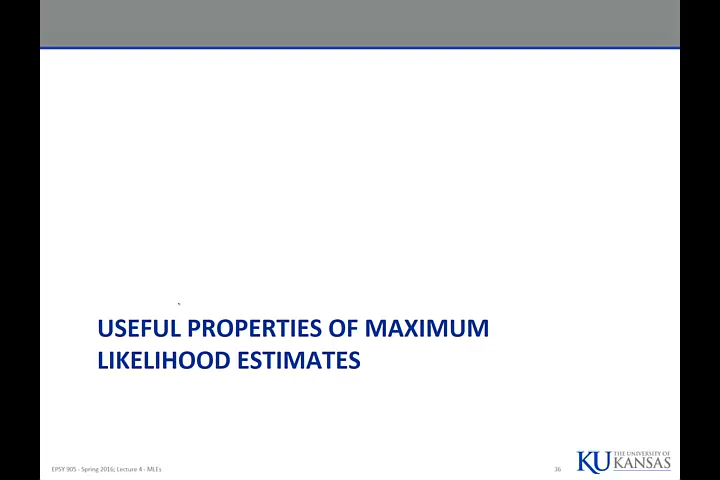 USEFUL PROPERTIES OF MAXIMUM
LIKELIHOOD ESTIMATES
EPSY 905 - Spring 2016; Lecture 4 - MLEs
36
KU THE UNIVERSITY OF
KANSAS